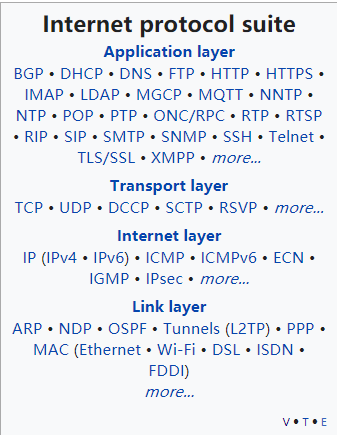 Internet protocol suite
Application layer
BGP • DHCP • DNS • FTP • HTTP • HTTPS •
IMAP • LDAP • MGCP • MQTT • NNTP •
NTP • POP • PTP • ONC/RPC • RTP • RTSP
• RIP • SIP • SMTP • SNMP • SSH • Telnet •
TLS/SSL • XMPP • more...
Transport layer
TCP • UDP • DCCP • SCTP • RSVP • more...
Internet layer
IP (IPv4 • IPv6) • ICMP • ICMPv6 • ECN •
IGMP • IPsec • more...
Link layer
ARP • NDP • OSPF • Tunnels (L2TP) • PPP •
MAC (Ethernet • Wi-Fi • DSL • ISDN •
FDDI)
more...
V • T • E